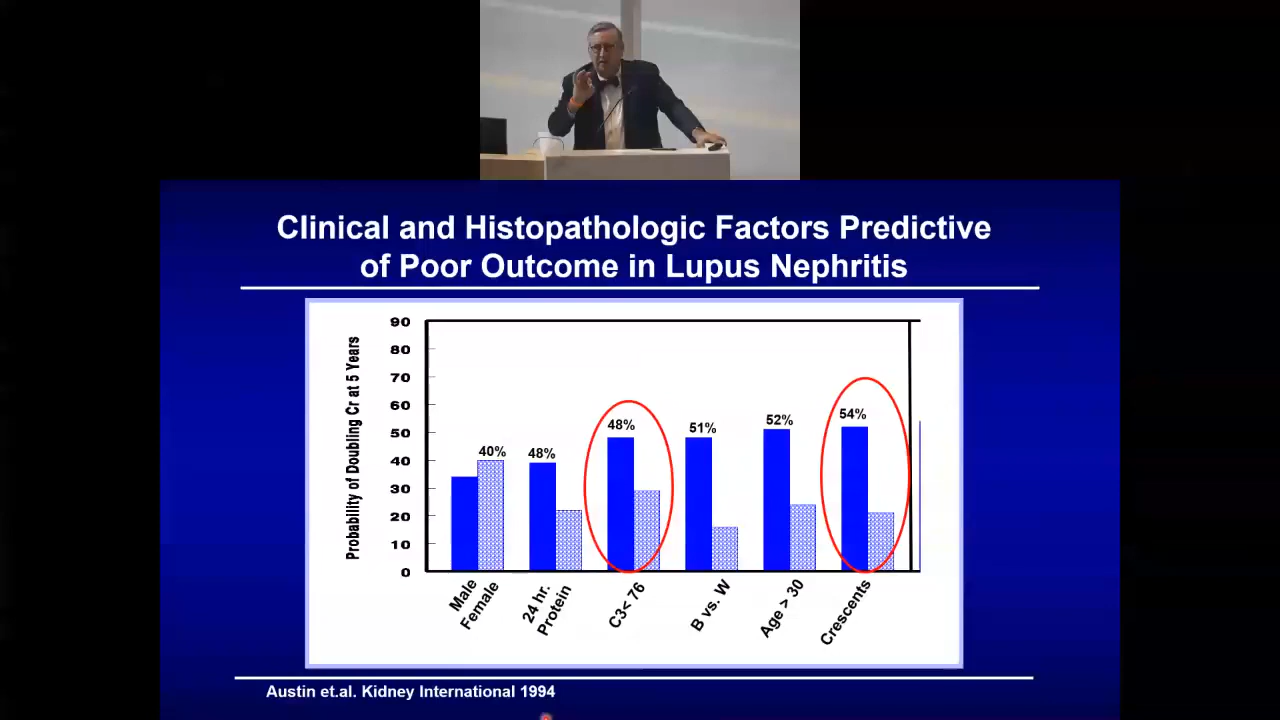 Clinical and Histopathologic Factors Predictive
of Poor Outcome in Lupus Nephritis
Probability of Doubling Cr at 5 Years
90
80
70
60
50
40
30
20
10
0
40%
48%
48%
51%
52%
54%
Male
Female
24 hr.
Protein
C3< 76
B vs. W
Age > 30
Crescents
Austin et.al. Kidney International 1994